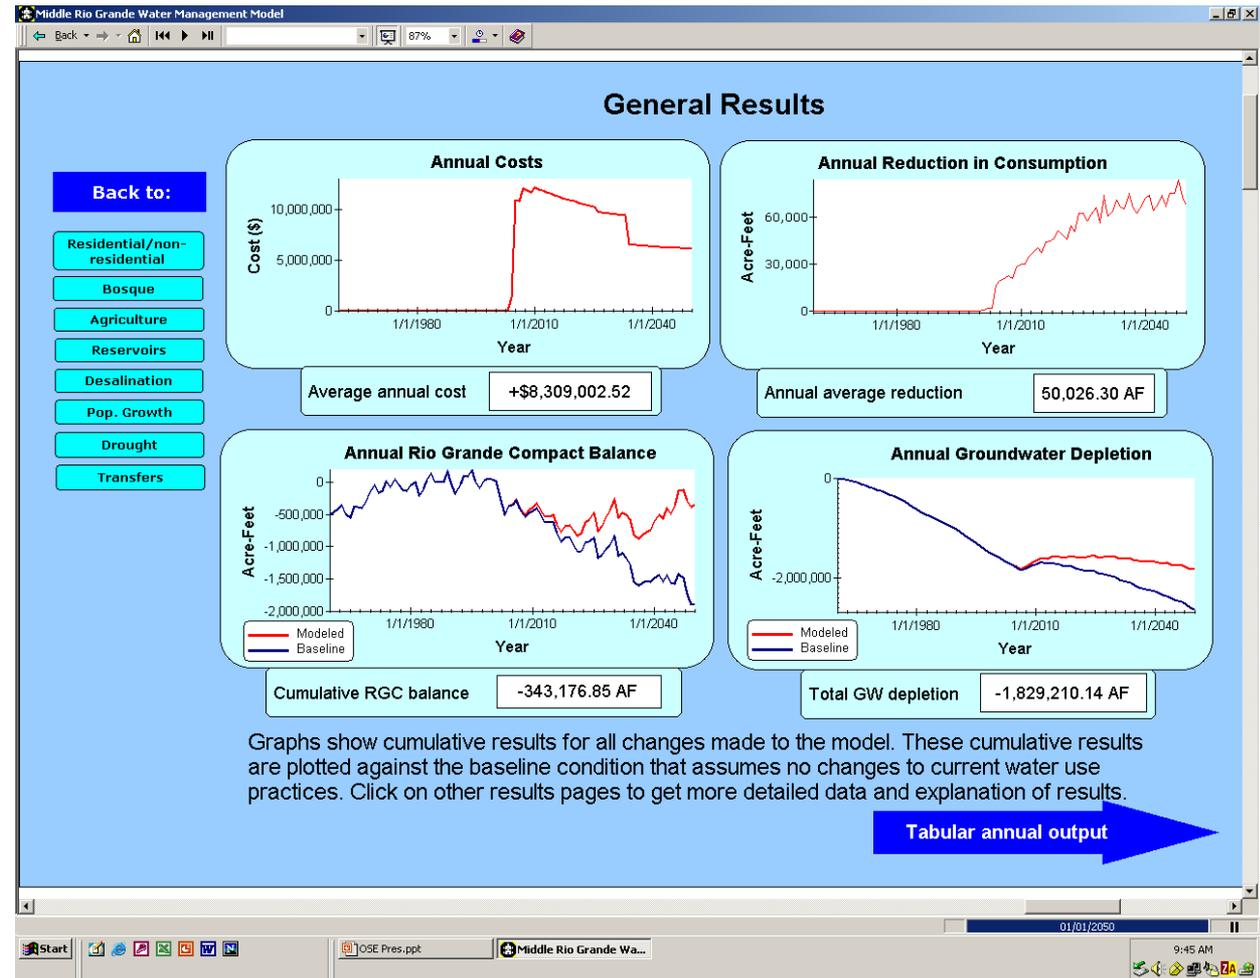 Middle Rio Grande Water Management Model
Back
87%
General Results
Back to:
Residential/non-
residential
Bosque
Agriculture
Reservoirs
Desalination
Pop. Growth
Drought
Transfers
Annual Costs
Cost ($)
10,000,000
5,000,000
0
1/1/1980
1/1/2010
1/1/2040
Year
Average annual cost
+$8,309,002.52
Annual Reduction in Consumption
Acre-Feet
60,000
30,000
0
1/1/1980
1/1/2010
1/1/2040
Year
Annual average reduction
50,026.30 AF
Annual Rio Grande Compact Balance
Acre-Feet
0
-500,000
-1,000,000
-1,500,000
-2,000,000
1/1/1980
1/1/2010
1/1/2040
Year
Modeled
Baseline
Cumulative RGC balance
-343,176.85 AF
Annual Groundwater Depletion
Acre-Feet
0
-2,000,000
1/1/1980
1/1/2010
1/1/2040
Year
Modeled
Baseline
Total GW depletion
-1,829,210.14 AF
Graphs show cumulative results for all changes made to the model. These cumulative results
are plotted against the baseline condition that assumes no changes to current water use
practices. Click on other results pages to get more detailed data and explanation of results.
Tabular annual output
01/01/2050
Start
OSE Pres.ppt
Middle Rio Grande Wa...
9:45 AM